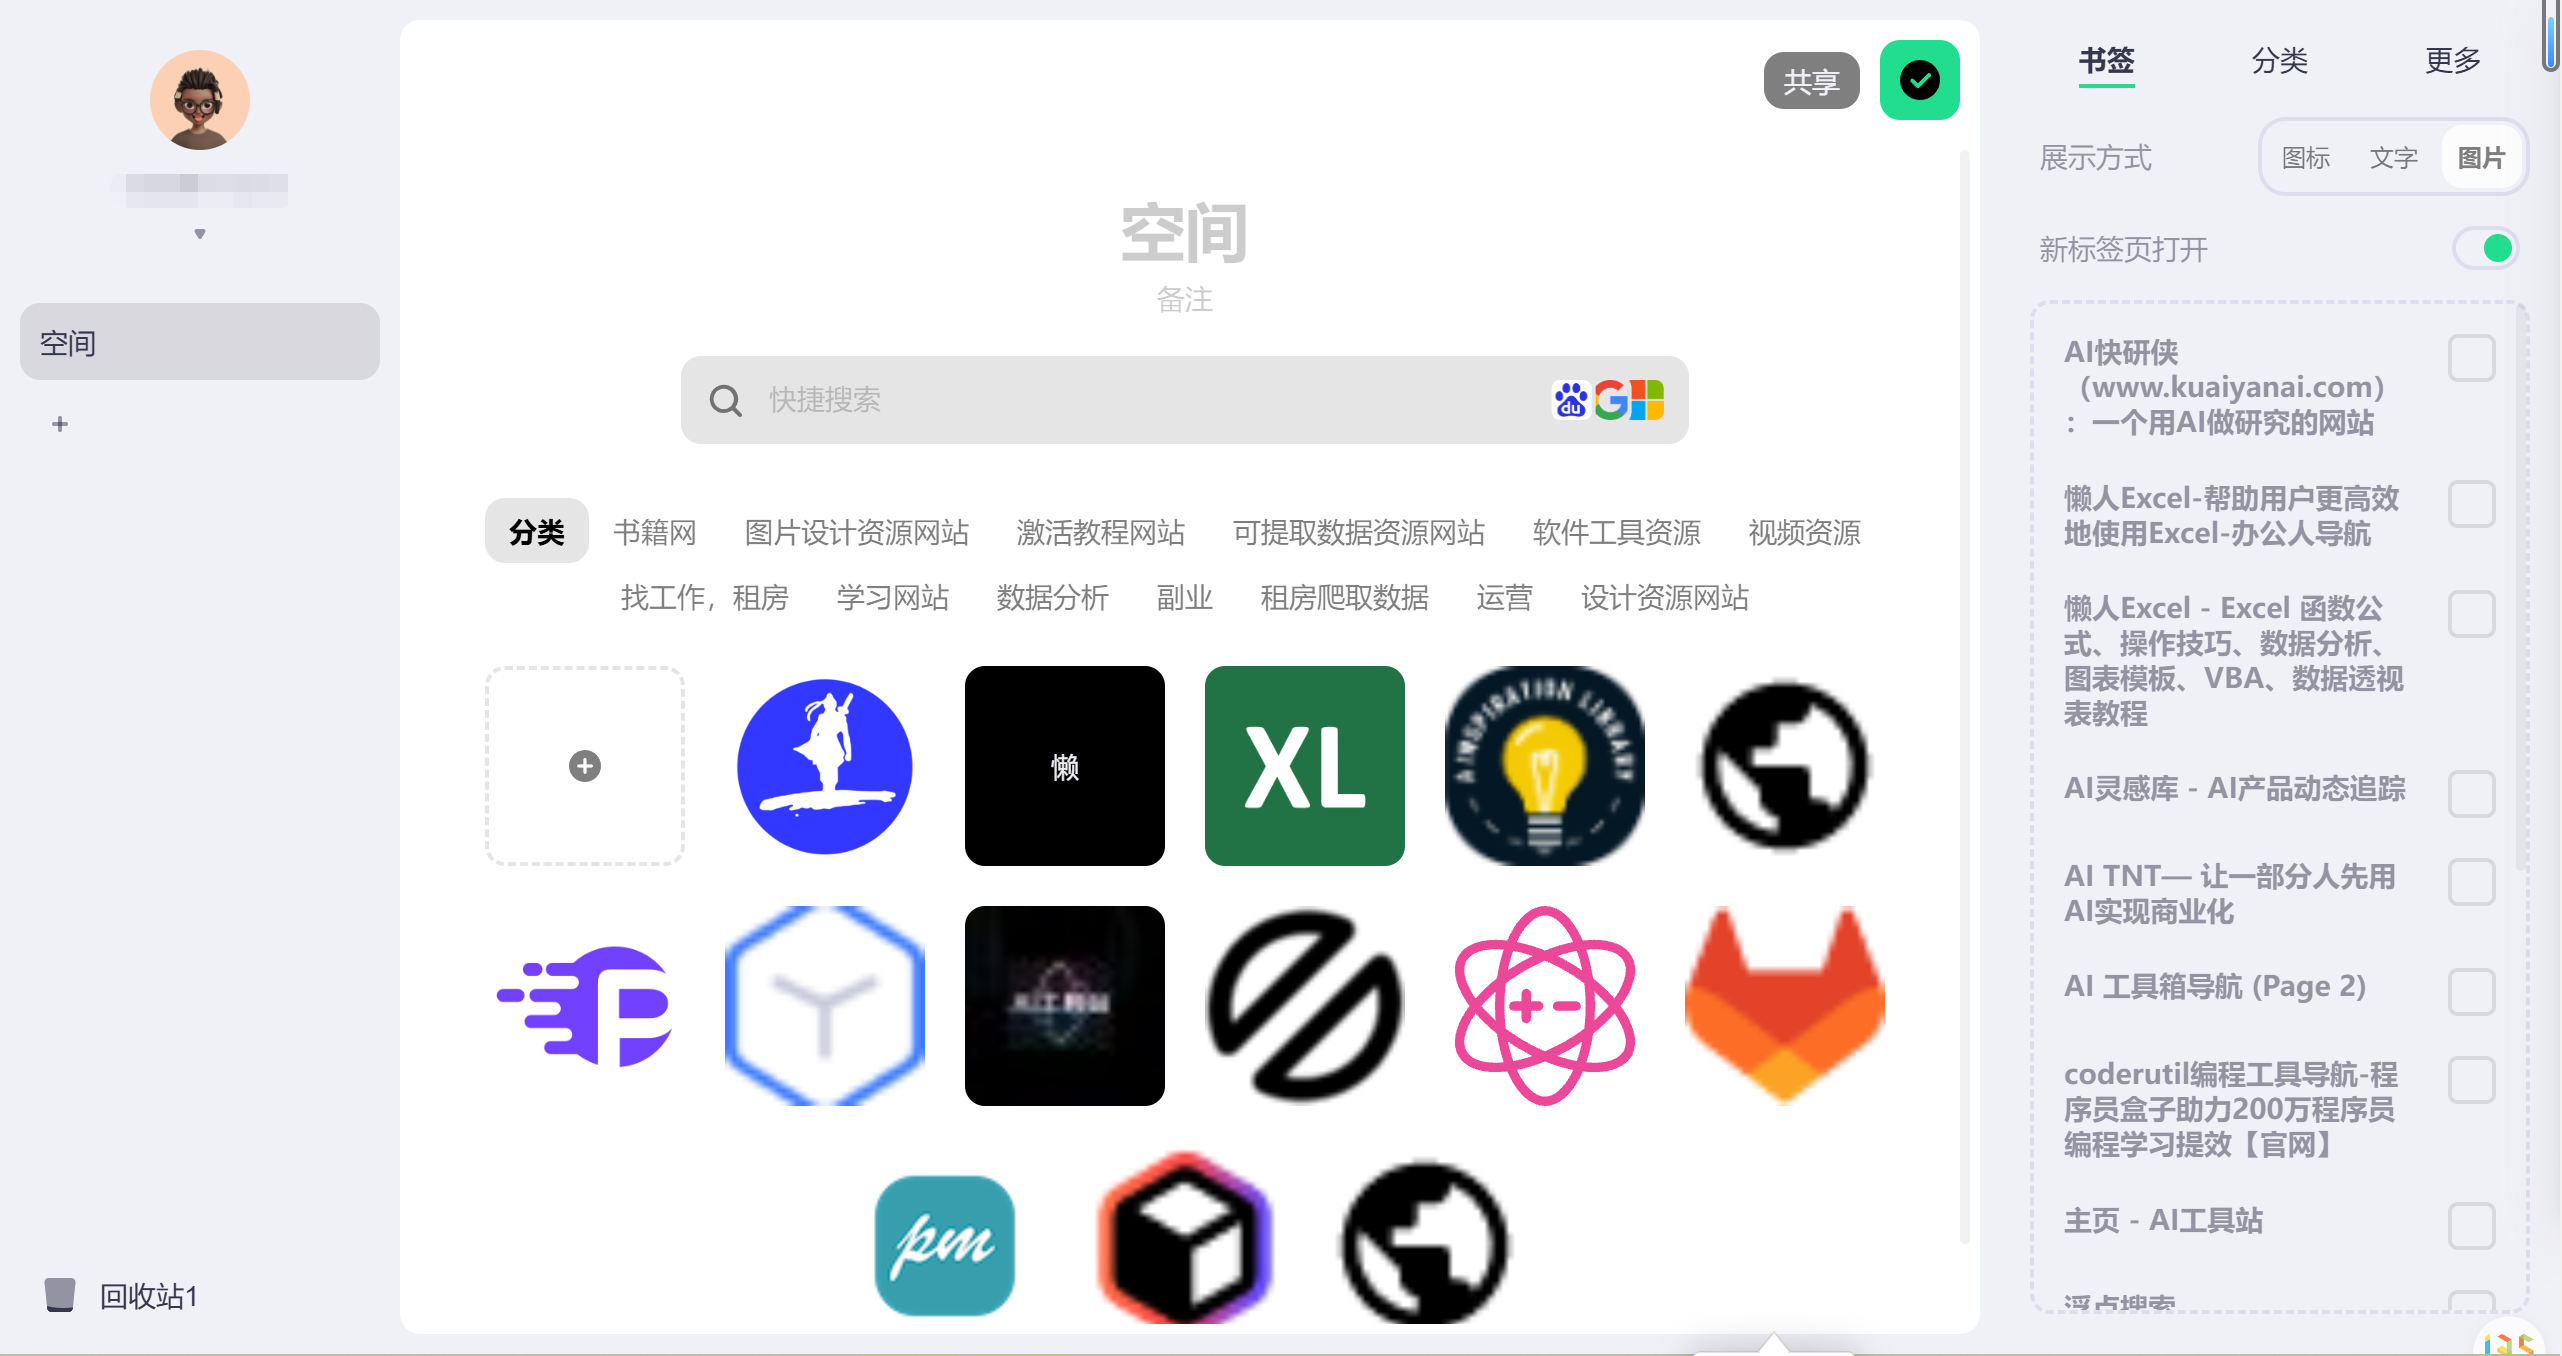 空间
回收站1
共享
空间
备注
快捷搜索
du
分类 书籍网 图片设计资源网站 激活教程网站 可提取数据资源网站 软件工具资源 视频资源
找工作，租房 学习网站 数据分析 副业 租房爬取数据 运营 设计资源网站
懒
XL
AINSPIRATION LIBRARY
P
AI工具站
pm
书签 分类 更多
展示方式 图标 文字 图片
新标签页打开
AI快研侠
（www.kuaiyanai.com）
：一个用AI做研究的网站
懒人Excel-帮助用户更高效
地使用Excel-办公人导航
懒人Excel - Excel 函数公
式、操作技巧、数据分析、
图表模板、VBA、数据透视
表教程
AI灵感库 - AI产品动态追踪
AI TNT— 让一部分人先用
AI实现商业化
AI 工具箱导航 (Page 2)
coderutil编程工具导航-程
序员盒子助力200万程序员
编程学习提效【官网】
主页 - AI工具站
浮点搜索